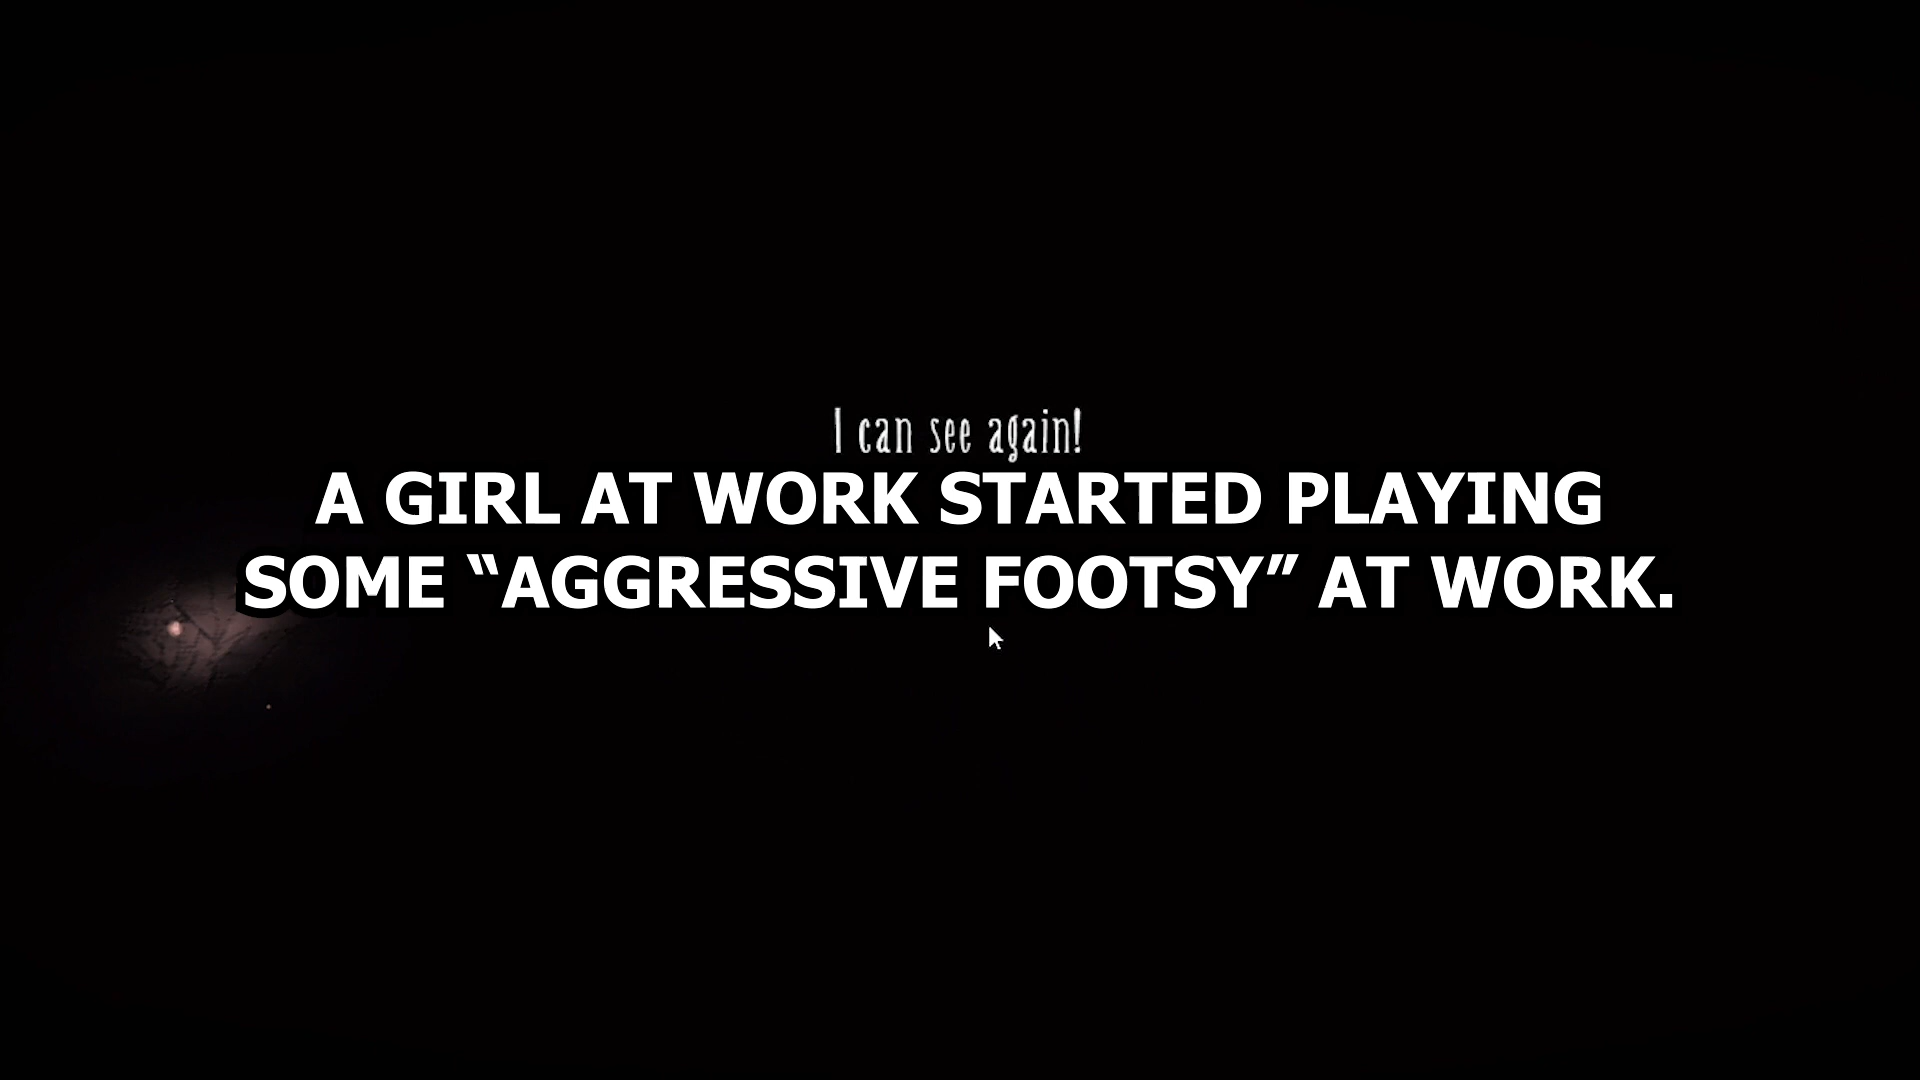 I can see again!
A GIRL AT WORK STARTED PLAYING
SOME “AGGRESSIVE FOOTSY” AT WORK.